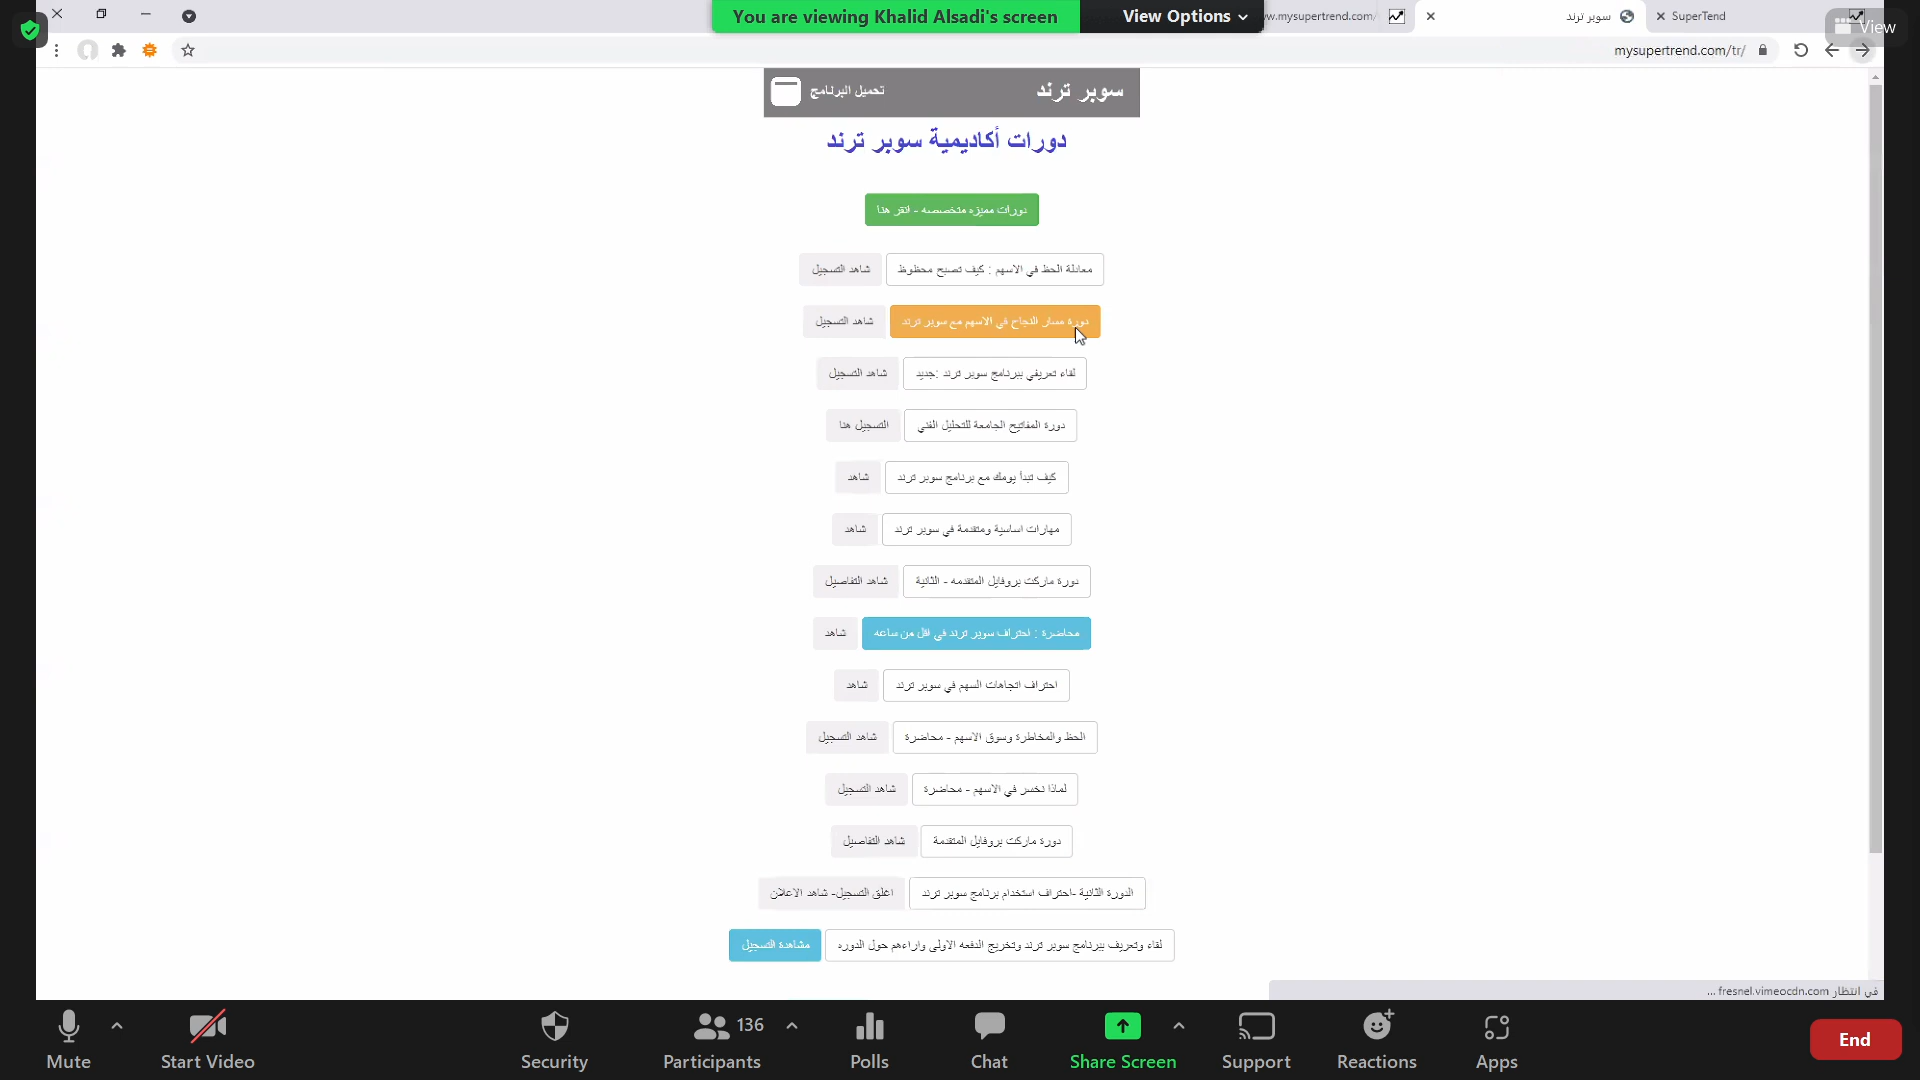 You are viewing Khalid Alsadi's screen
View Options
View
SuperTend
سوبر ترند
w.mysupertrend.com/
mysupertrend.com/tr/
سوبر ترند
تحميل البرنامج
دورات أكاديمية سوبر ترند
دورات مميزه متخصصه - انقر هنا
معادلة الحظ في الاسهم : كيف تصبح محظوظ
شاهد التسجيل
دورة مسار النجاح في الاسهم مع سوبر ترند
شاهد التسجيل
لقاء تعريفي ببرنامج سوبر ترند :جديد
شاهد التسجيل
دورة المفاتيح الجامعة للتحليل الفني
التسجيل هنا
كيف تبدأ يومك مع برنامج سوبر ترند
شاهد
مهارات اساسية ومتقدمة في سوبر ترند
شاهد
دورة ماركت بروفايل المتقدمه - الثانية
شاهد التفاصيل
محاضرة : احتراف سوبر ترند في اقل من ساعه
شاهد
احتراف اتجاهات السهم في سوبر ترند
شاهد
الحظ والمخاطرة وسوق الاسهم - محاضرة
شاهد التسجيل
لماذا نخسر في الاسهم - محاضرة
شاهد التسجيل
دورة ماركت بروفايل المتقدمة
شاهد التفاصيل
الدورة الثانية -احتراف استخدام برنامج سوبر ترند
اغلق التسجيل- شاهد الاعلان
لقاء وتعريف ببرنامج سوبر ترند وتخريج الدفعه الاولى واراءهم حول الدوره
مشاهدة التسجيل
في انتظار fresnel.vimeocdn.com ...
Mute
Start Video
Security
136
Participants
Polls
Chat
Share Screen
Support
Reactions
Apps
End